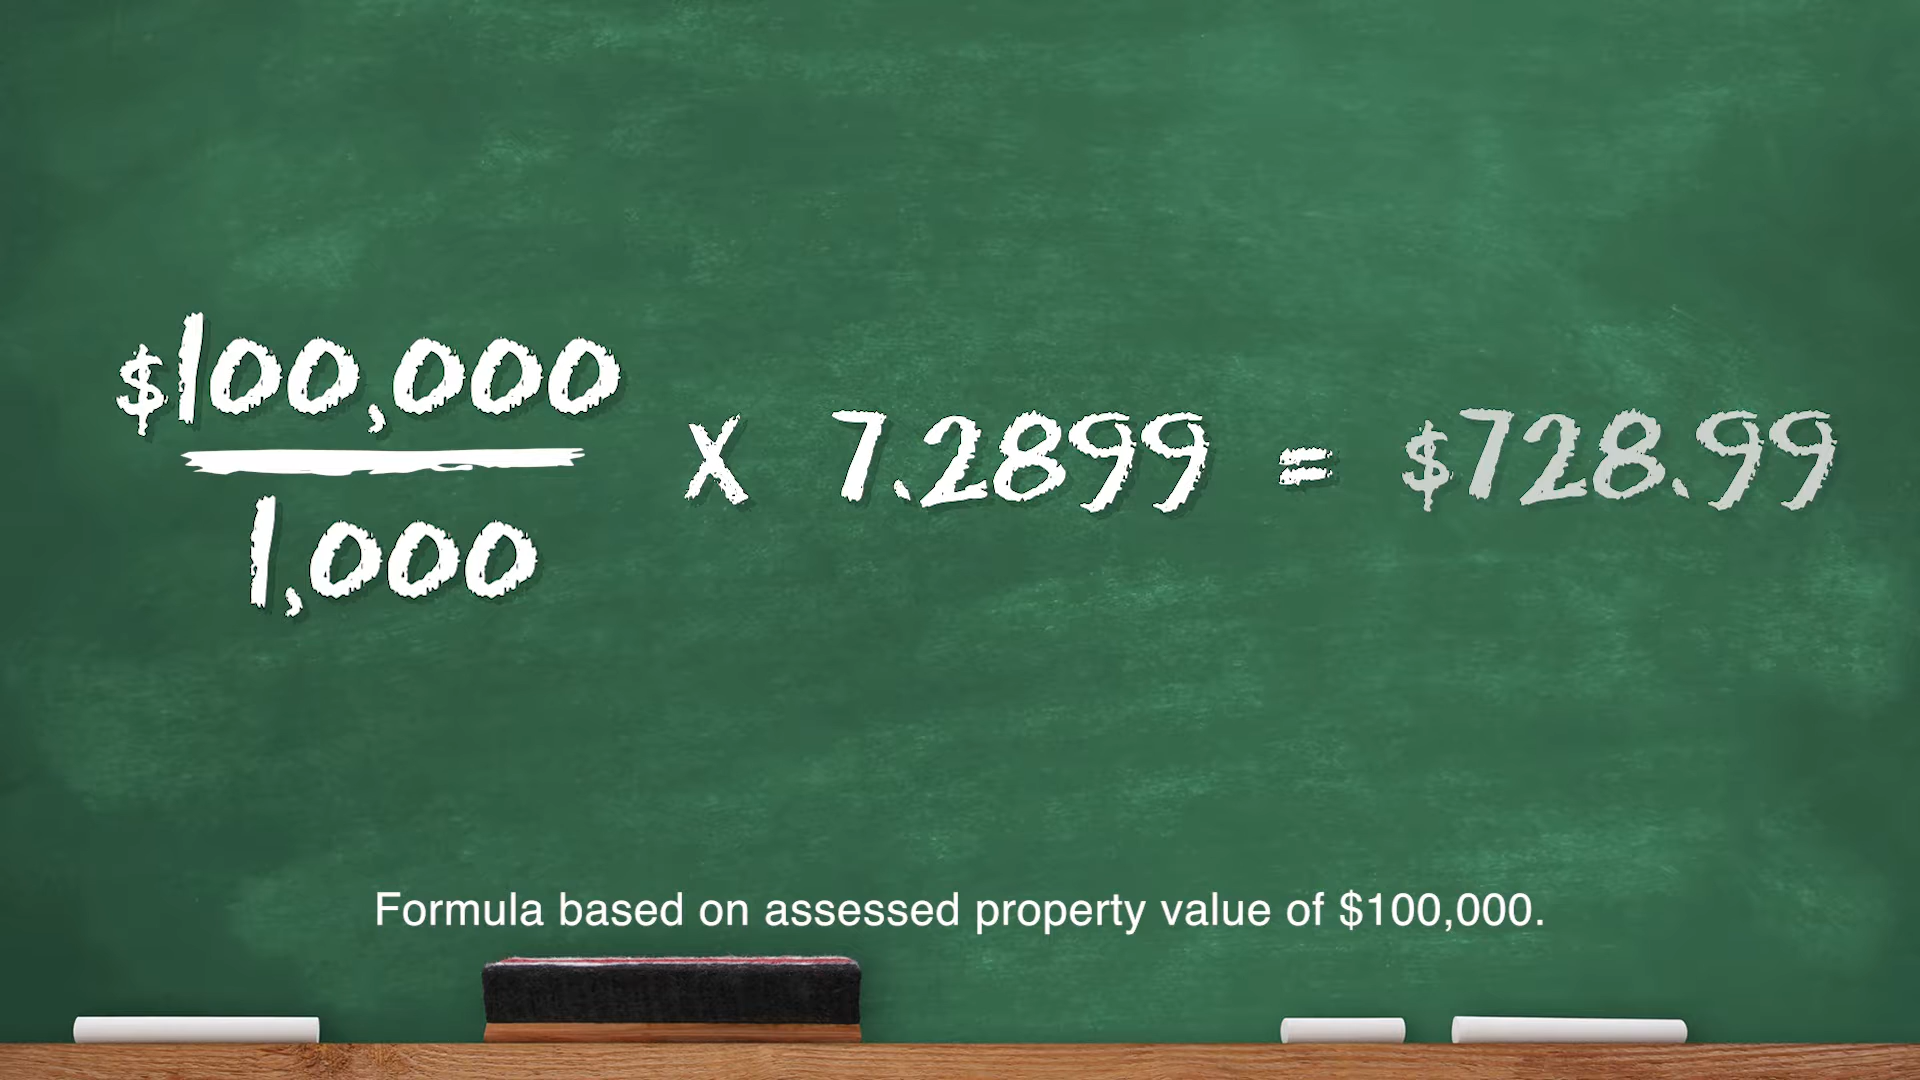 $100,000
1,000
x 7.2899 = $728.99
Formula based on assessed property value of $100,000.